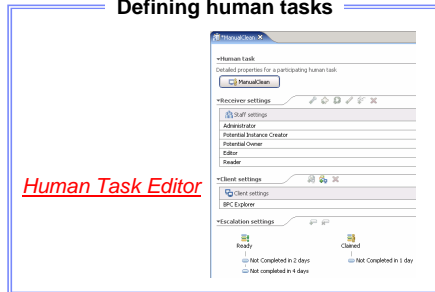 Defining human tasks
*ManualClean
Human task
Detailed properties for a participating human task
ManualClean
Receiver settings
Staff settings
Administrator
Potential Instance Creator
Potential Owner
Editor
Reader
Human Task Editor
Client settings
Client settings
BPC Explorer
Escalation settings
Ready
Claimed
Not Completed in 2 days
Not Completed in 1 day
Not completed in 4 days